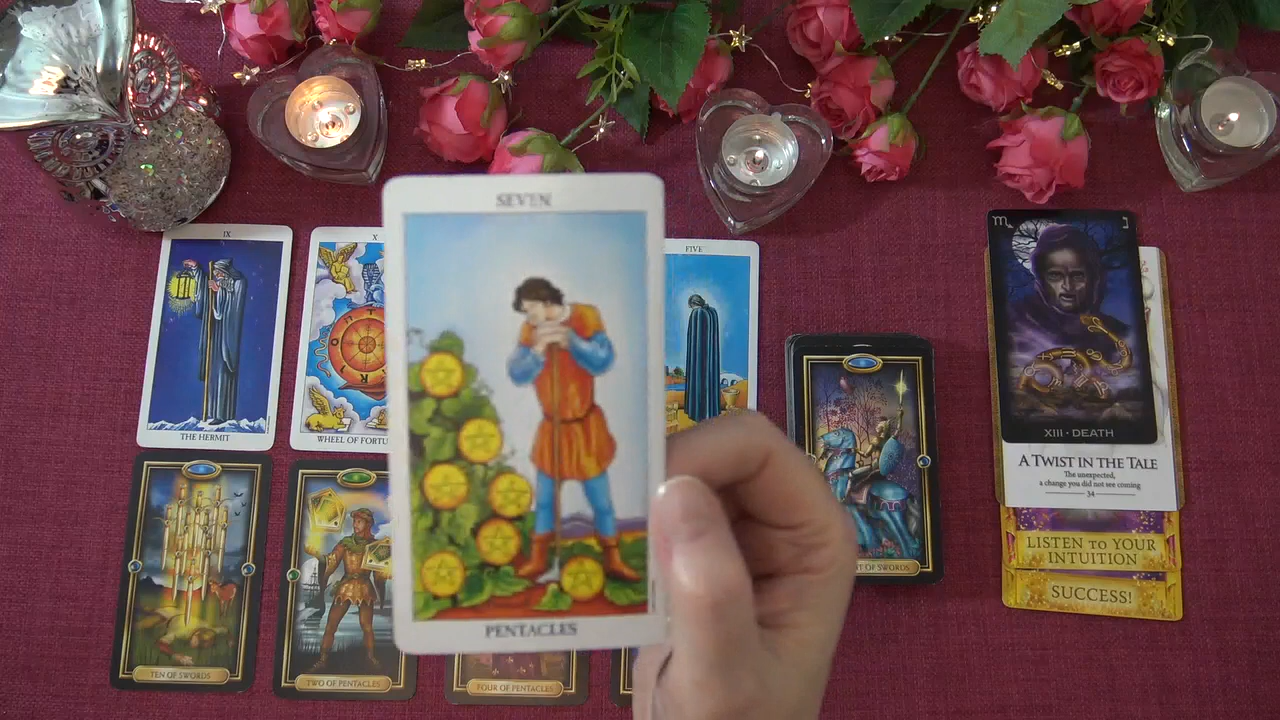 SEVEN
PENTACLES
IX
THE HERMIT
X
WHEEL OF FORTU
FIVE
TEN OF SWORDS
TWO OF PENTACLES
FOUR OF PENTACLES
NT OF SWORDS
XIII · DEATH
A TWIST IN THE TALE
The unexpected,
a change you did not see coming
34
LISTEN TO YOUR
INTUITION
SUCCESS!